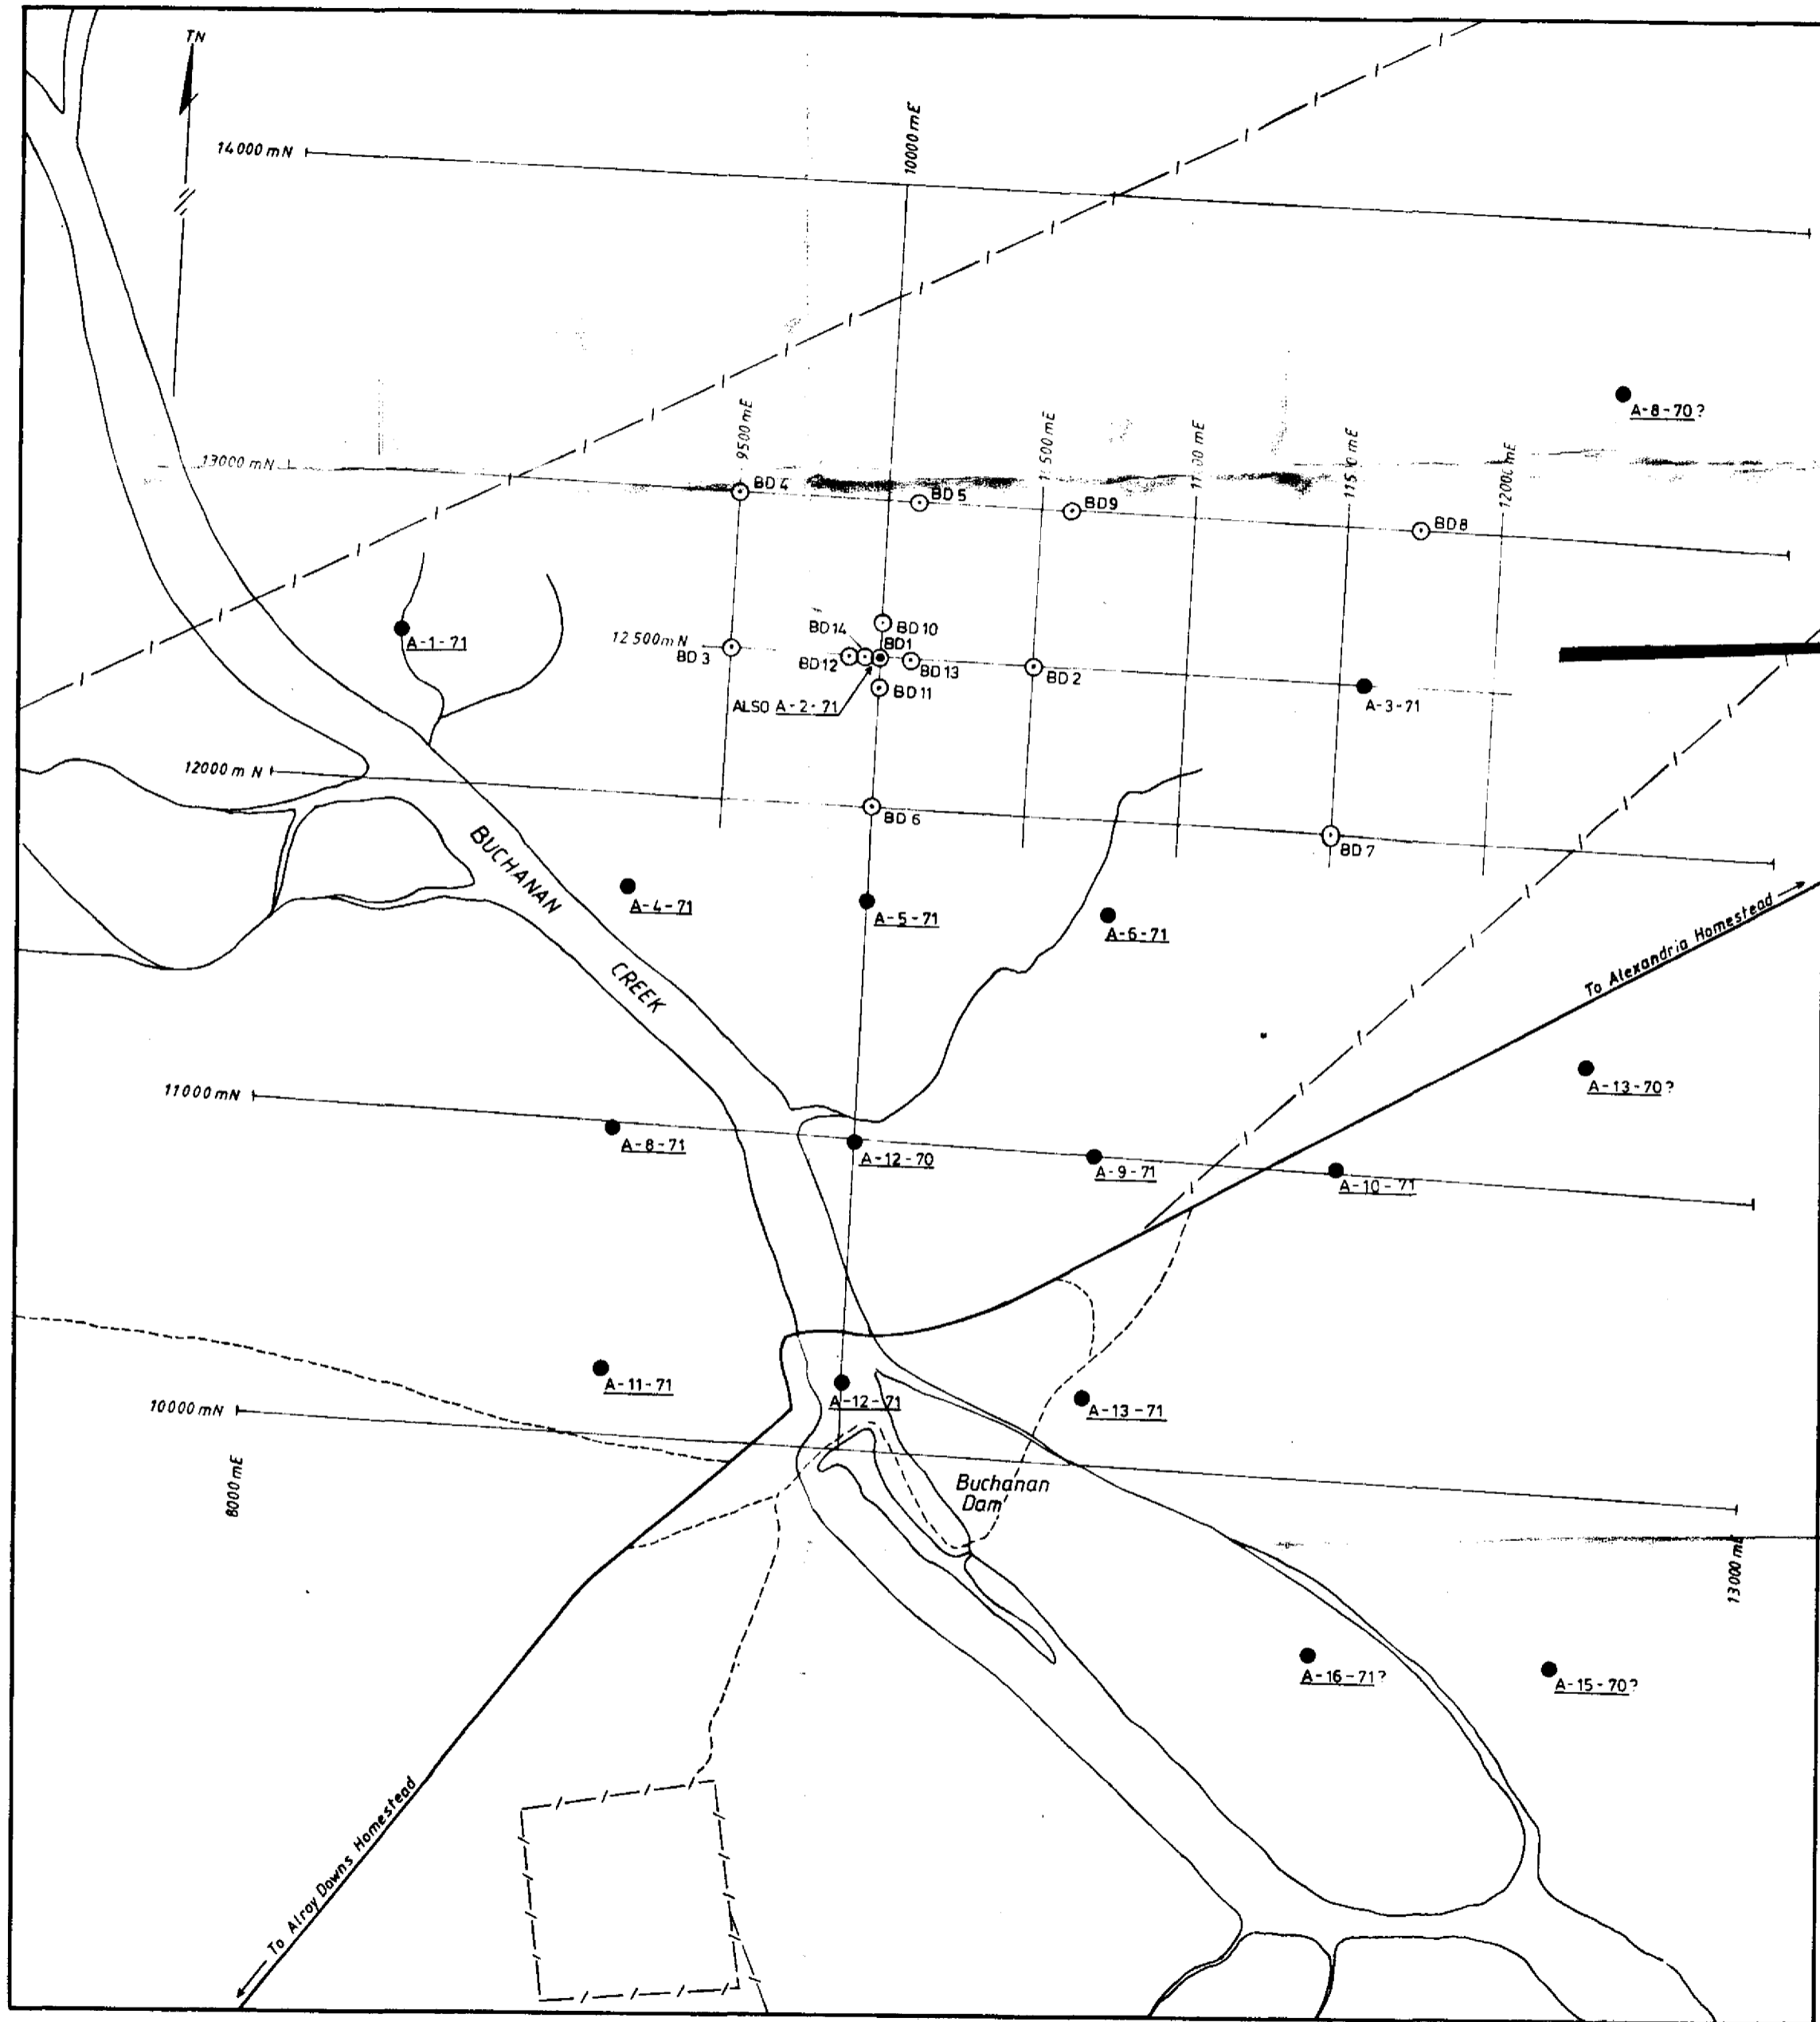 TN
10000 mE
14000 mN
A-8-70?
9500 mE
12000 mE
13000 mN
BD 4
BD 5
BD 9
BD 8
A-1-71
12500m N
BD 3
BD 14
BD 12
BD 10
BD1
BD 13
BD 2
BD 11
ALSO A-2-71
A-3-71
12000 m N
BD 6
BD 7
BUCHANAN
CREEK
A-4-71
A-5-71
A-6-71
To Alexandria Homestead
11000 mN
A-8-71
A-12-70
A-9-71
A-10-71
A-13-70?
A-11-71
A-12-71
A-13-71
10000 mN
8000 mE
Buchanan
Dam
13000 mE
A-16-71?
A-15-70?
To Alroy Downs Homestead